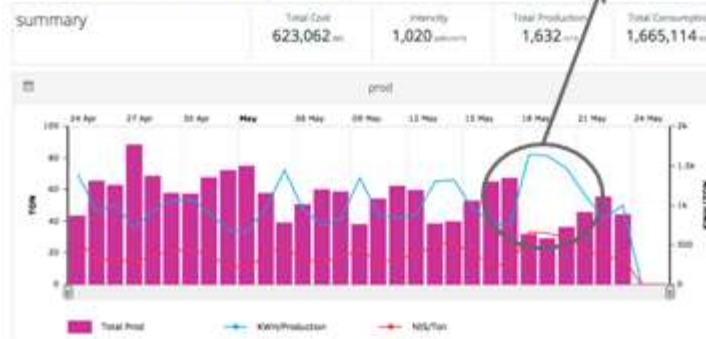 summary
Total Cost
623,062
Intencity
1,020
Total Production
1,632
Total Consumption
1,665,114
prod
24 Apr 27 Apr 30 Apr May 06 May 09 May 12 May 15 May 18 May 21 May 24 May
100
80
60
40
20
0
TON
2k
1.5k
1k
500
0
KWH/TON
Total Prod KWH/Production NIS/Ton